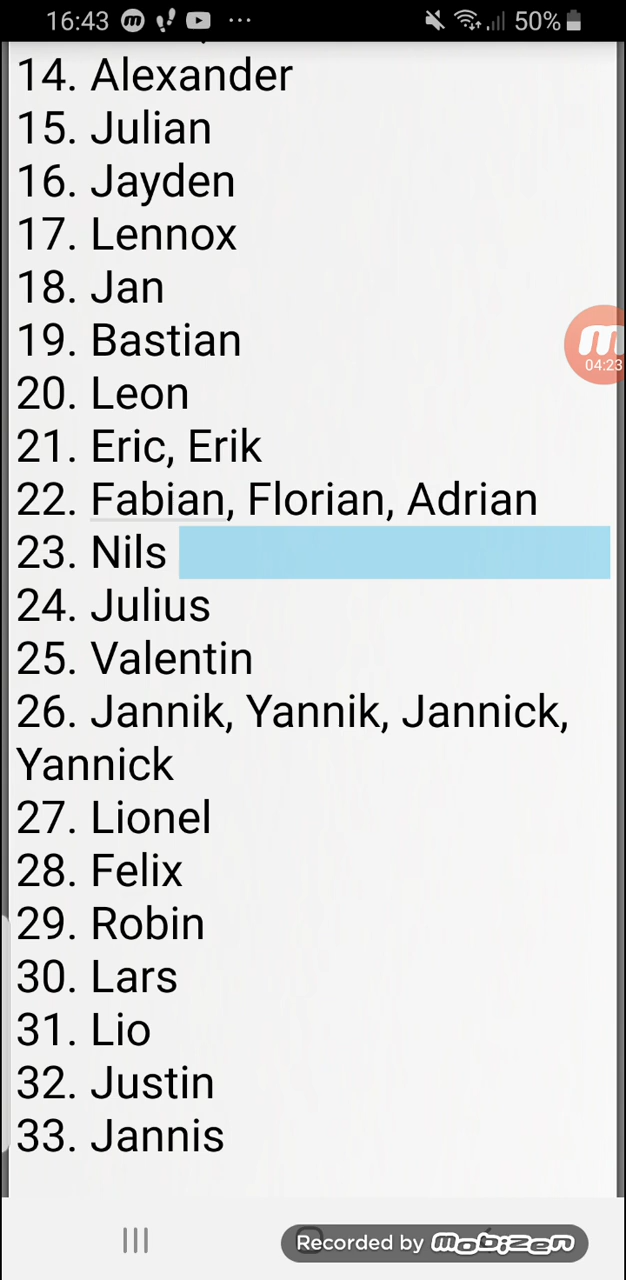 16:43 50%
14. Alexander
15. Julian
16. Jayden
17. Lennox
18. Jan
19. Bastian
20. Leon
21. Eric, Erik
22. Fabian, Florian, Adrian
23. Nils
24. Julius
25. Valentin
26. Jannik, Yannik, Jannick,
Yannick
27. Lionel
28. Felix
29. Robin
30. Lars
31. Lio
32. Justin
33. Jannis
04:23
Recorded by mobizen